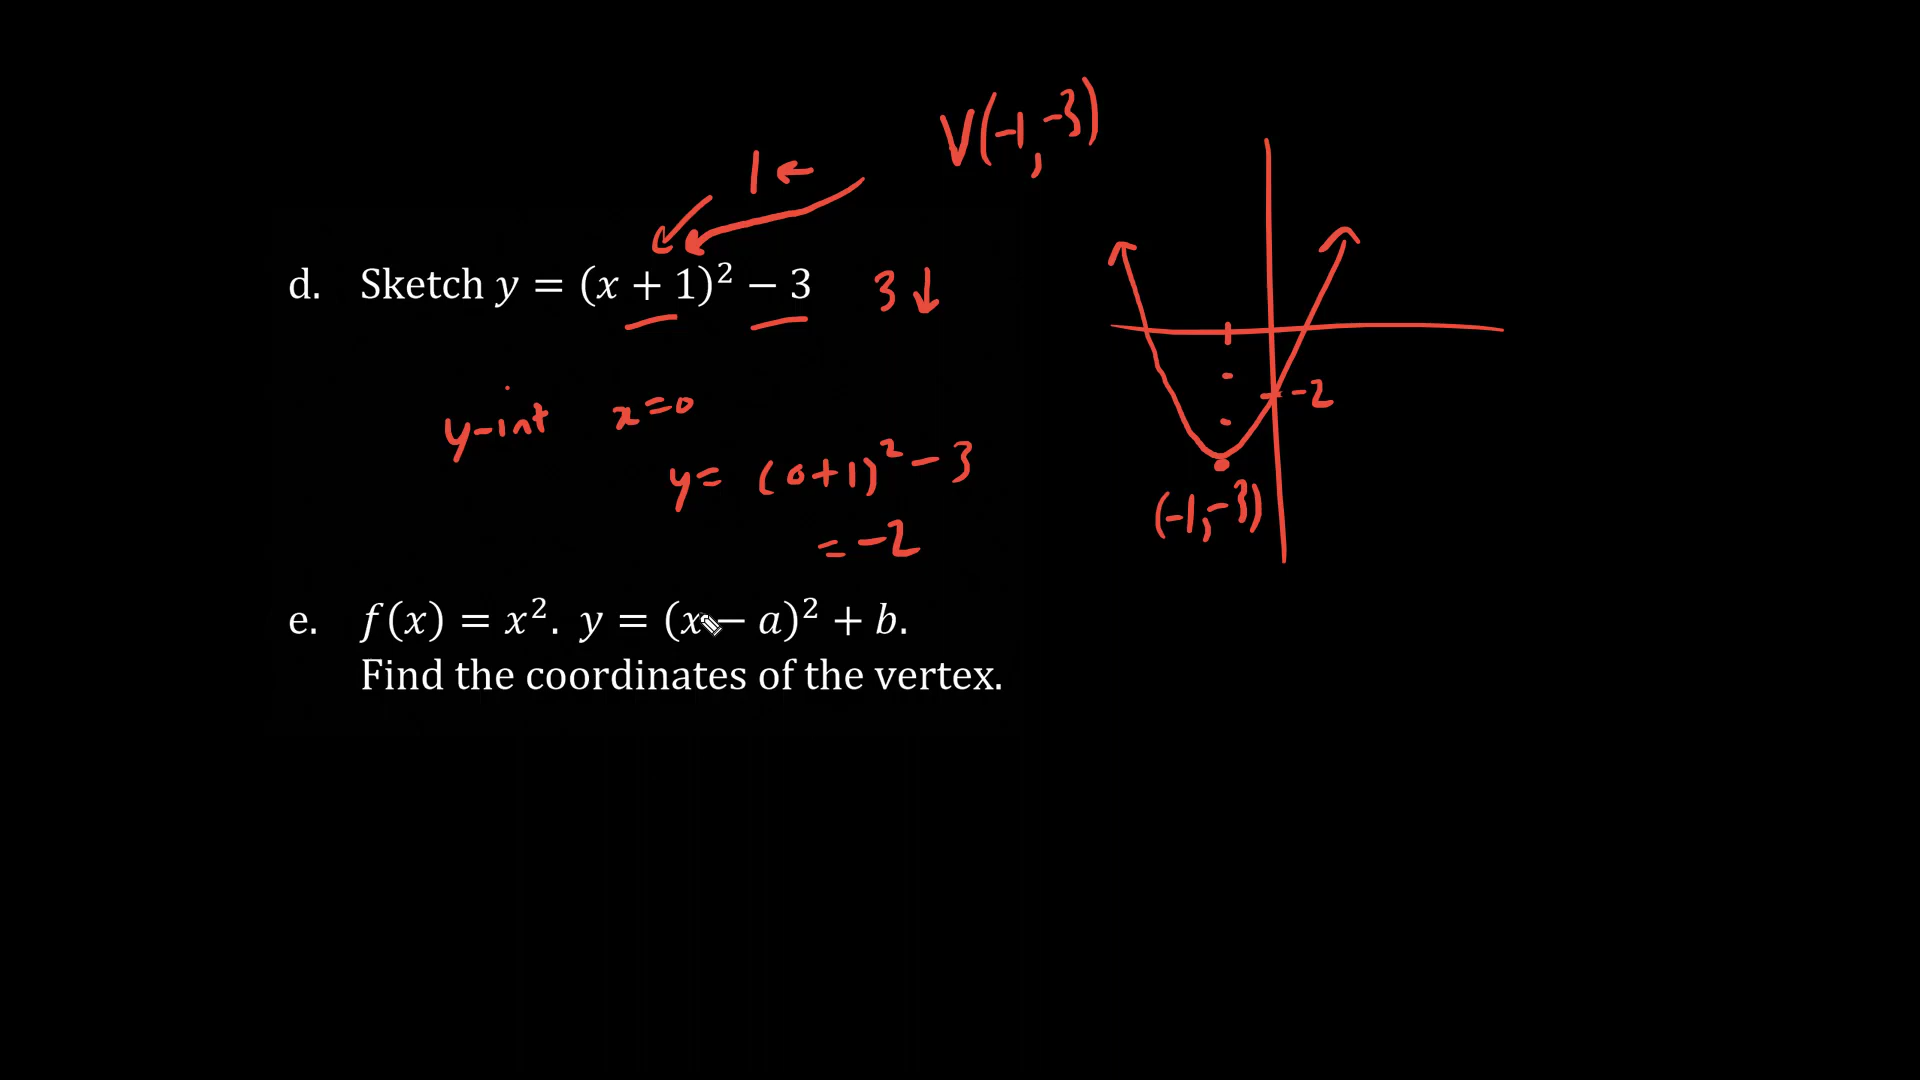 V(-1, -3)
1 ←
d. Sketch y = (x + 1)² − 3 3 ↓
y-int x=0
-2
y= (0+1)² - 3
(-1, -3)
= -2
e. f(x) = x². y = (x − a)² + b.
Find the coordinates of the vertex.